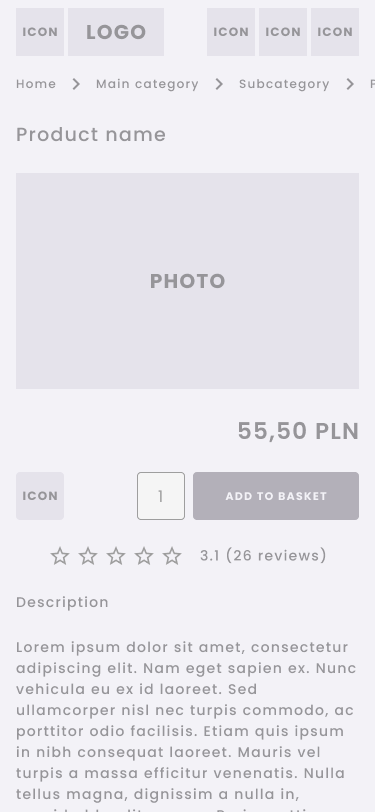 ICON LOGO ICON ICON ICON
Home Main category Subcategory
Product name
PHOTO
55,50 PLN
ICON 1 ADD TO BASKET
3.1 (26 reviews)
Description
Lorem ipsum dolor sit amet, consectetur
adipiscing elit. Nam eget sapien ex. Nunc
vehicula eu ex id laoreet. Sed
ullamcorper nisl nec turpis commodo, ac
porttitor odio facilisis. Etiam quis ipsum
in nibh consequat laoreet. Mauris vel
turpis a massa efficitur venenatis. Nulla
tellus magna, dignissim a nulla in,